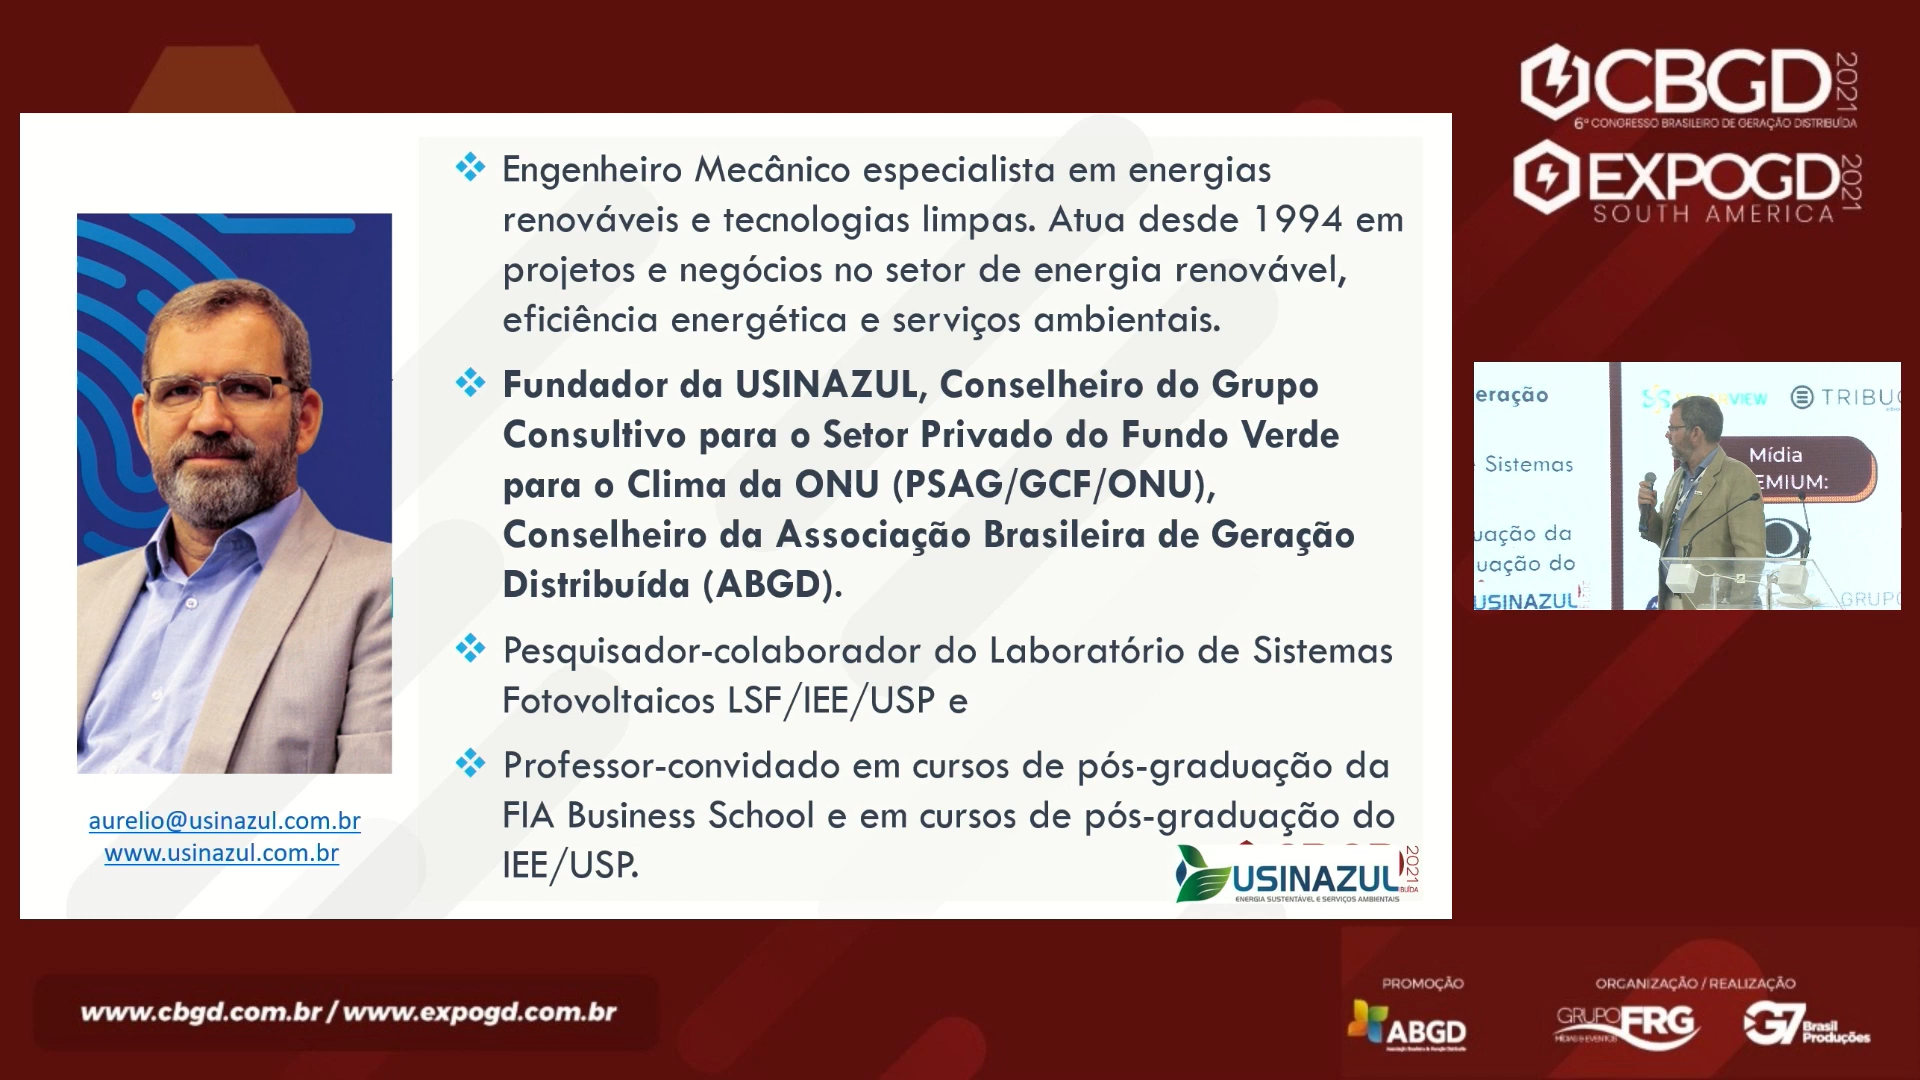 CBGD 2021
6º CONGRESSO BRASILEIRO DE GERAÇÃO DISTRIBUÍDA
EXPOGD 2021
SOUTH AMERICA
❖ Engenheiro Mecânico especialista em energias
renováveis e tecnologias limpas. Atua desde 1994 em
projetos e negócios no setor de energia renovável,
eficiência energética e serviços ambientais.
❖ Fundador da USINAZUL, Conselheiro do Grupo
Consultivo para o Setor Privado do Fundo Verde
para o Clima da ONU (PSAG/GCF/ONU),
Conselheiro da Associação Brasileira de Geração
Distribuída (ABGD).
❖ Pesquisador-colaborador do Laboratório de Sistemas
Fotovoltaicos LSF/IEE/USP e
❖ Professor-convidado em cursos de pós-graduação da
FIA Business School e em cursos de pós-graduação do
IEE/USP.
aurelio@usinazul.com.br
www.usinazul.com.br
USINAZUL
ENERGIA SUSTENTÁVEL E SERVIÇOS AMBIENTAIS
2021
eração
Sistemas
uação da
uação do
USINAZUL
VIEW
TRIBU
Mídia
EMIUM:
GRUPO
www.cbgd.com.br / www.expogd.com.br
PROMOÇÃO
ABGD
ORGANIZAÇÃO / REALIZAÇÃO
GRUPO FRG
MÍDIAS & EVENTOS
G7 Brasil
Produções